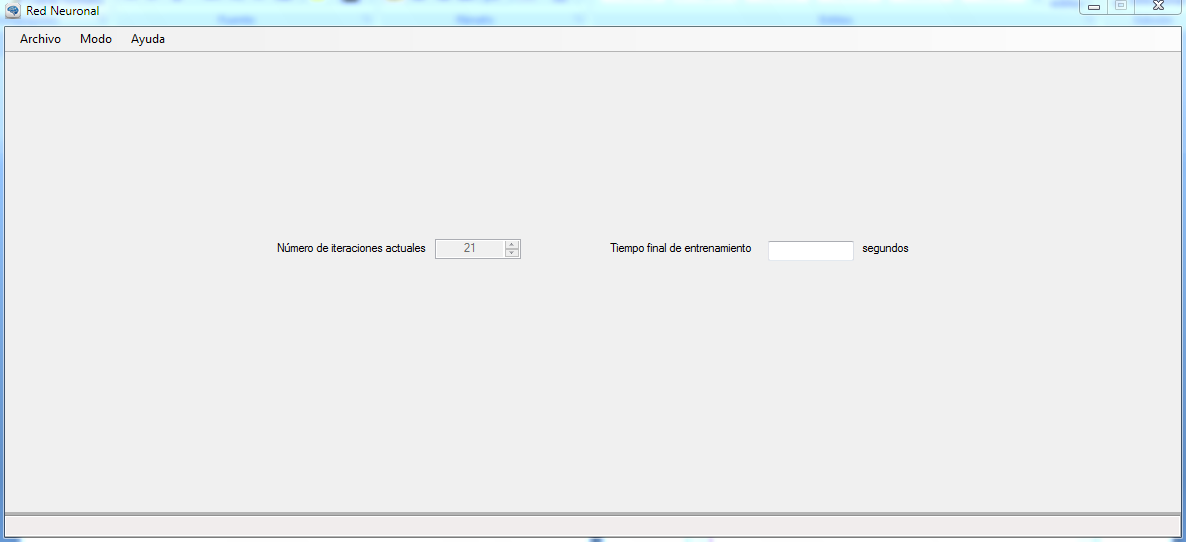 Red Neuronal
Archivo Modo Ayuda
Número de iteraciones actuales 21 Tiempo final de entrenamiento segundos